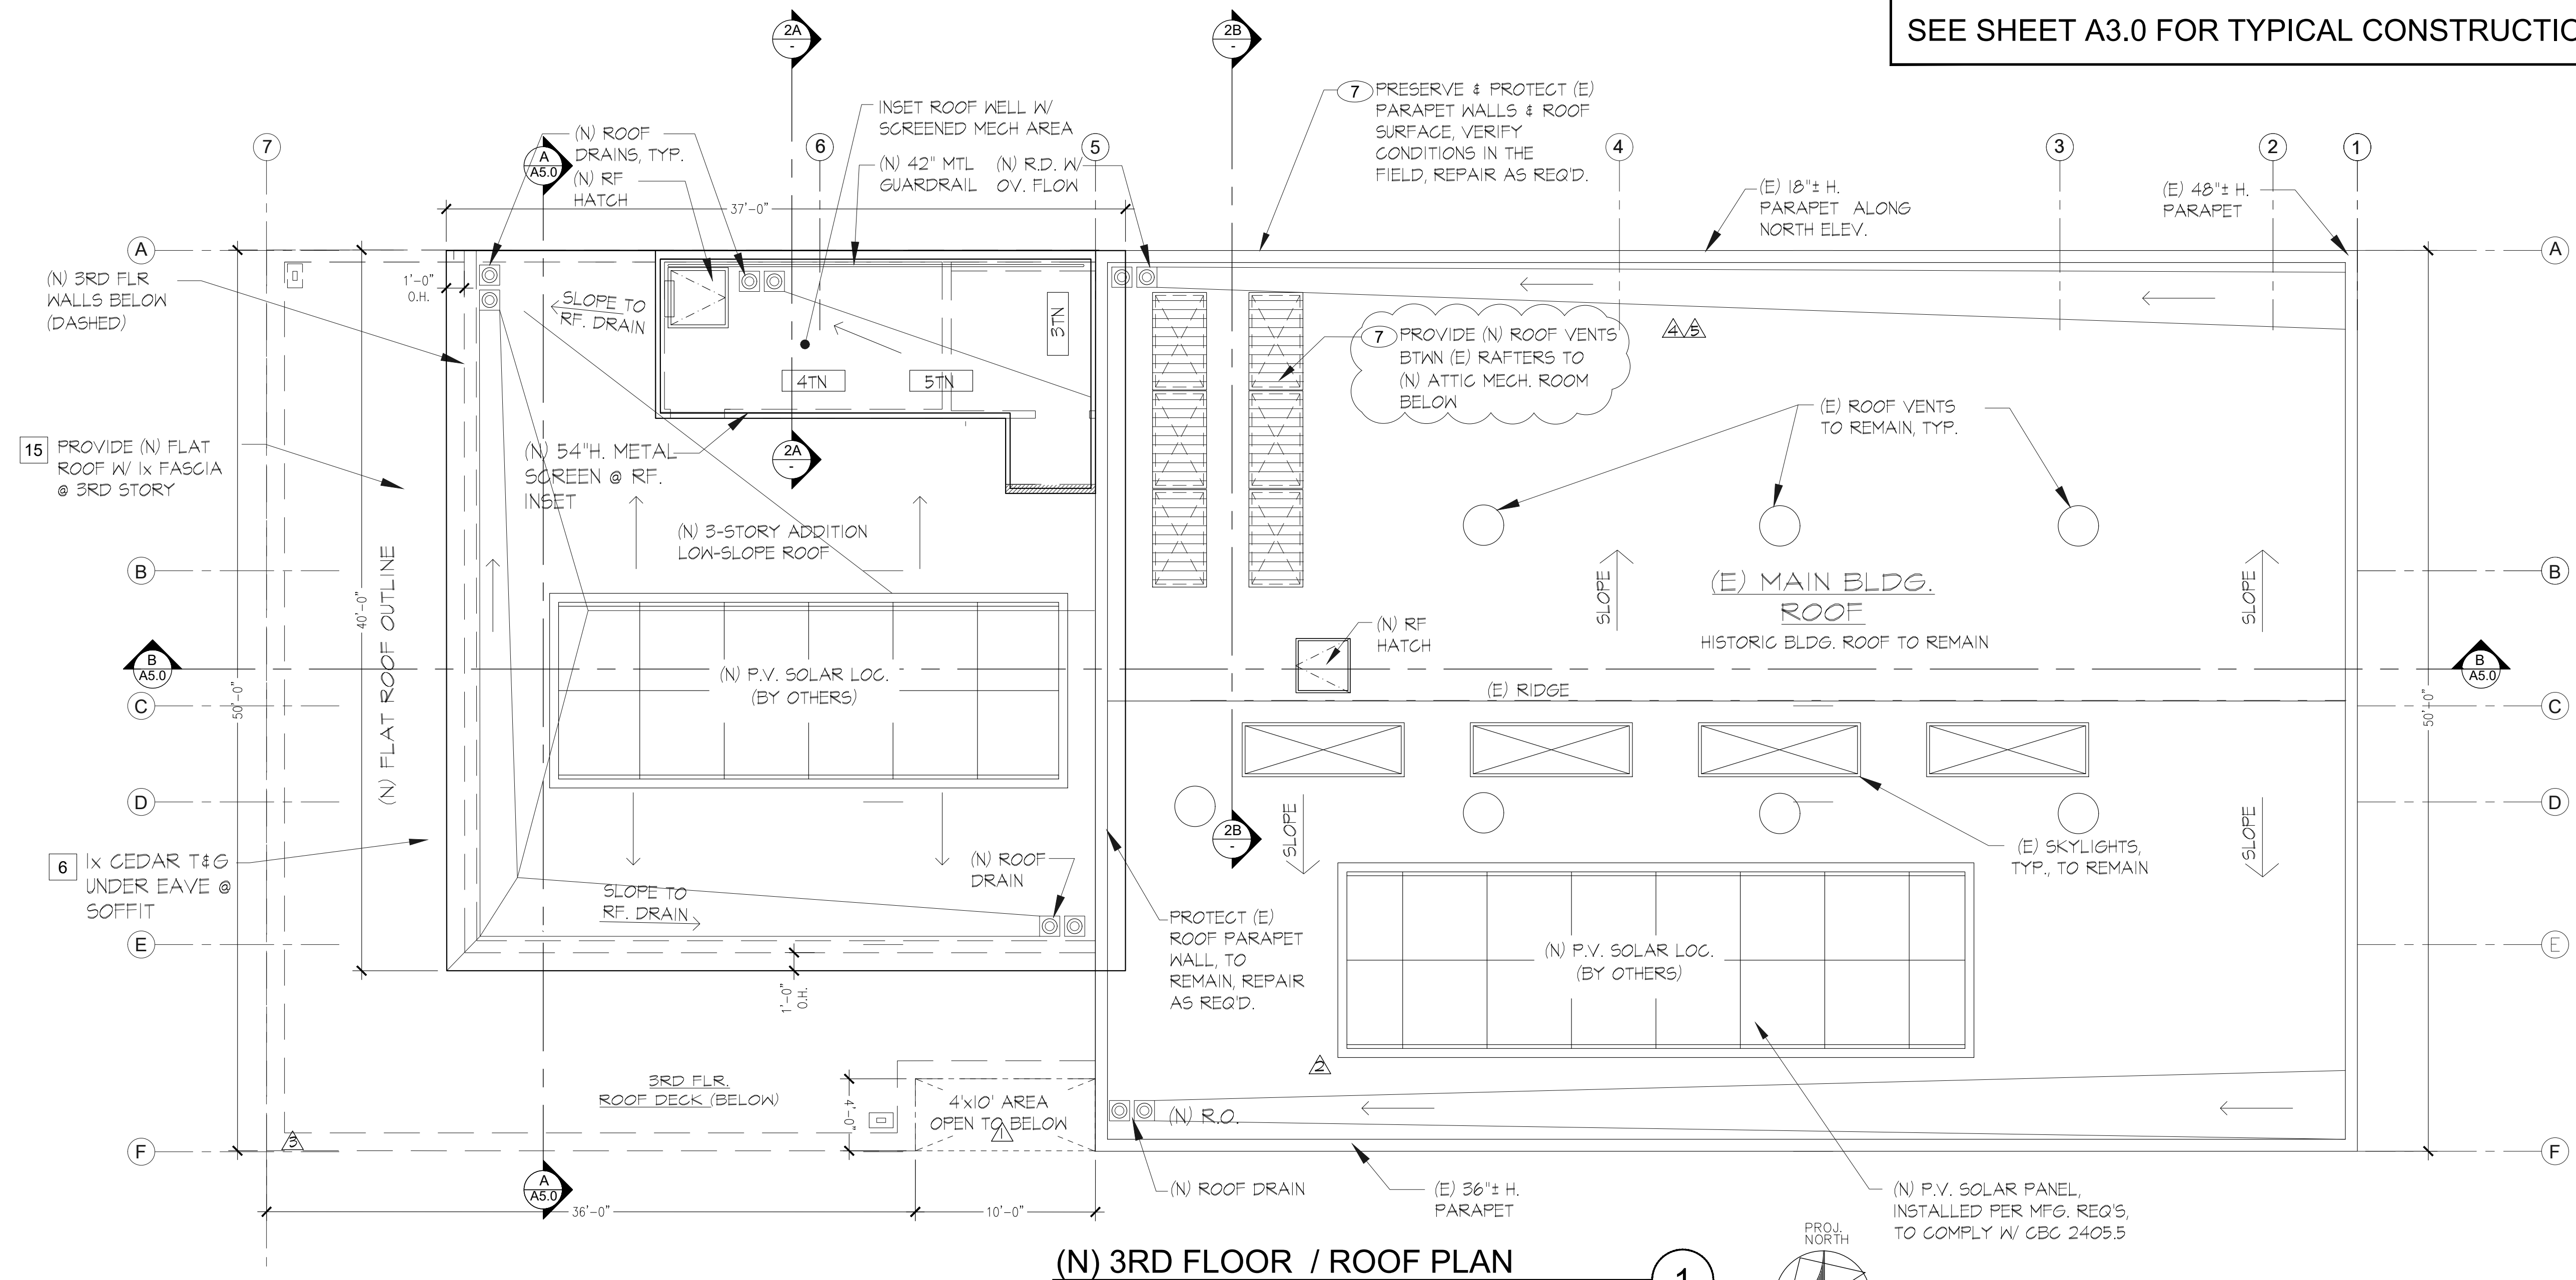 SEE SHEET A3.0 FOR TYPICAL CONSTRUCTIO
2A
-
2B
-
7
PRESERVE & PROTECT (E)
PARAPET WALLS & ROOF
SURFACE, VERIFY
CONDITIONS IN THE
FIELD, REPAIR AS REQ'D.
INSET ROOF WELL W/
SCREENED MECH AREA
(N) ROOF
DRAINS, TYP.
(N) RF
HATCH
(N) 42" MTL
GUARDRAIL
(N) R.D. W/
OV. FLOW
7
A
A5.0
6
5
4
3
2
1
(E) 18"± H.
PARAPET ALONG
NORTH ELEV.
(E) 48"± H.
PARAPET
37'-0"
A
A
(N) 3RD FLR
WALLS BELOW
(DASHED)
1'-0"
O.H.
SLOPE TO
RF. DRAIN
3TN
4TN
5TN
7
PROVIDE (N) ROOF VENTS
BTWN (E) RAFTERS TO
(N) ATTIC MECH. ROOM
BELOW
4
5
(E) ROOF VENTS
TO REMAIN, TYP.
15
PROVIDE (N) FLAT
ROOF W/ 1x FASCIA
@ 3RD STORY
(N) 54"H. METAL
SCREEN @ RF.
INSET
2A
-
(N) 3-STORY ADDITION
LOW-SLOPE ROOF
B
B
(N) FLAT ROOF OUTLINE
40'-0"
50'-0"
SLOPE
(E) MAIN BLDG.
ROOF
HISTORIC BLDG. ROOF TO REMAIN
SLOPE
(N) RF
HATCH
B
A5.0
(N) P.V. SOLAR LOC.
(BY OTHERS)
(E) RIDGE
B
A5.0
C
C
50'-0"
D
D
2B
-
SLOPE
SLOPE
(E) SKYLIGHTS,
TYP., TO REMAIN
6
1x CEDAR T&G
UNDER EAVE @
SOFFIT
(N) ROOF
DRAIN
SLOPE TO
RF. DRAIN
PROTECT (E)
ROOF PARAPET
WALL, TO
REMAIN, REPAIR
AS REQ'D.
E
E
(N) P.V. SOLAR LOC.
(BY OTHERS)
1'-0"
O.H.
2
3RD FLR.
ROOF DECK (BELOW)
4'-0"
4'x10' AREA
OPEN TO BELOW
1
(N) R.O.
3
F
F
A
A5.0
(N) ROOF DRAIN
(E) 36"± H.
PARAPET
(N) P.V. SOLAR PANEL,
INSTALLED PER MFG. REQ'S,
TO COMPLY W/ CBC 2405.5
36'-0"
10'-0"
PROJ.
NORTH
(N) 3RD FLOOR / ROOF PLAN
1